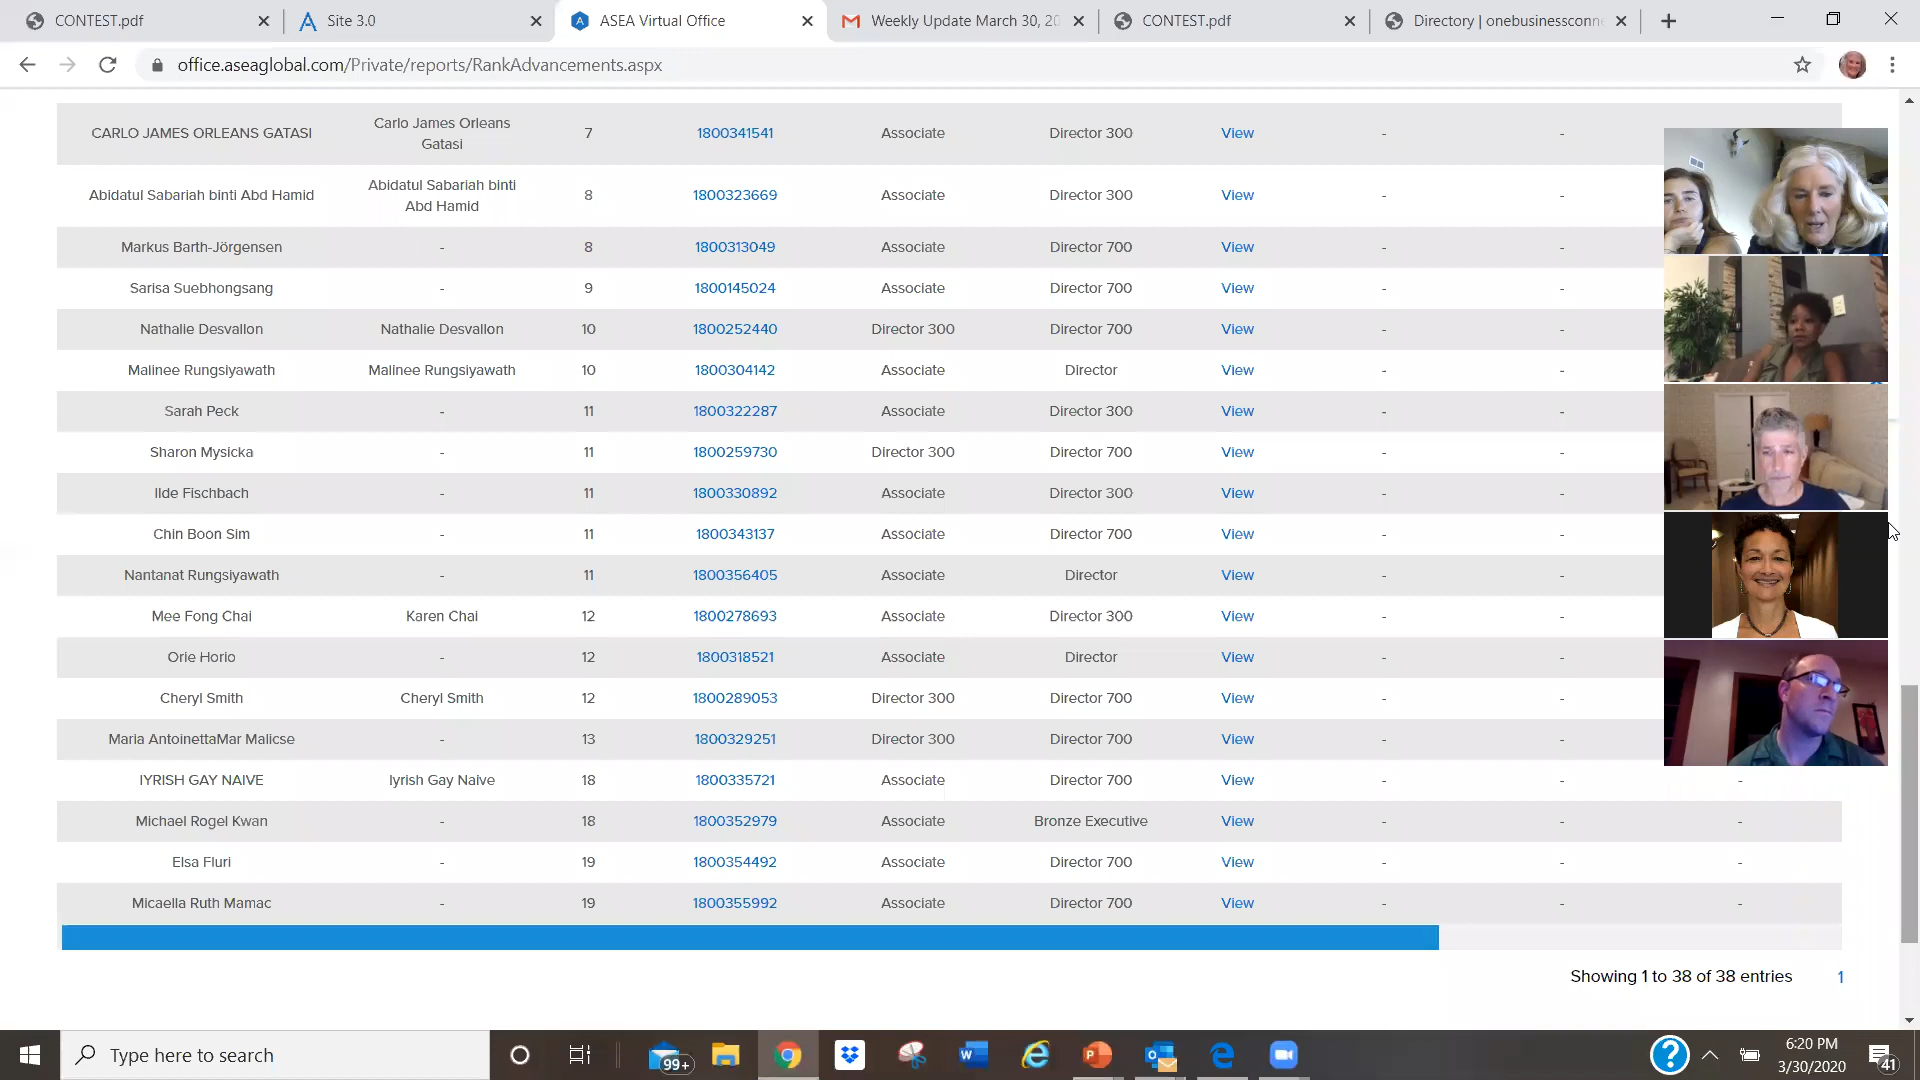 CONTEST.pdf
Site 3.0
ASEA Virtual Office
Weekly Update March 30, 20
CONTEST.pdf
Directory | onebusinessconne
office.aseaglobal.com/Private/reports/RankAdvancements.aspx
CARLO JAMES ORLEANS GATASI Carlo James Orleans Gatasi 7 1800341541 Associate Director 300 View - -
Abidatul Sabariah binti Abd Hamid Abidatul Sabariah binti Abd Hamid 8 1800323669 Associate Director 300 View - -
Markus Barth-Jörgensen - 8 1800313049 Associate Director 700 View - -
Sarisa Suebhongsang - 9 1800145024 Associate Director 700 View - -
Nathalie Desvallon Nathalie Desvallon 10 1800252440 Director 300 Director 700 View - -
Malinee Rungsiyawath Malinee Rungsiyawath 10 1800304142 Associate Director View - -
Sarah Peck - 11 1800322287 Associate Director 300 View - -
Sharon Mysicka - 11 1800259730 Director 300 Director 700 View - -
Ilde Fischbach - 11 1800330892 Associate Director 300 View - -
Chin Boon Sim - 11 1800343137 Associate Director 700 View - -
Nantanat Rungsiyawath - 11 1800356405 Associate Director View - -
Mee Fong Chai Karen Chai 12 1800278693 Associate Director 300 View - -
Orie Horio - 12 1800318521 Associate Director View - -
Cheryl Smith Cheryl Smith 12 1800289053 Director 300 Director 700 View - -
Maria AntoinettaMar Malicse - 13 1800329251 Director 300 Director 700 View - -
IYRISH GAY NAIVE Iyrish Gay Naive 18 1800335721 Associate Director 700 View - - -
Michael Rogel Kwan - 18 1800352979 Associate Bronze Executive View - - -
Elsa Fluri - 19 1800354492 Associate Director 700 View - - -
Micaella Ruth Mamac - 19 1800355992 Associate Director 700 View - - -
Showing 1 to 38 of 38 entries 1
Type here to search
99+
6:20 PM
3/30/2020
41